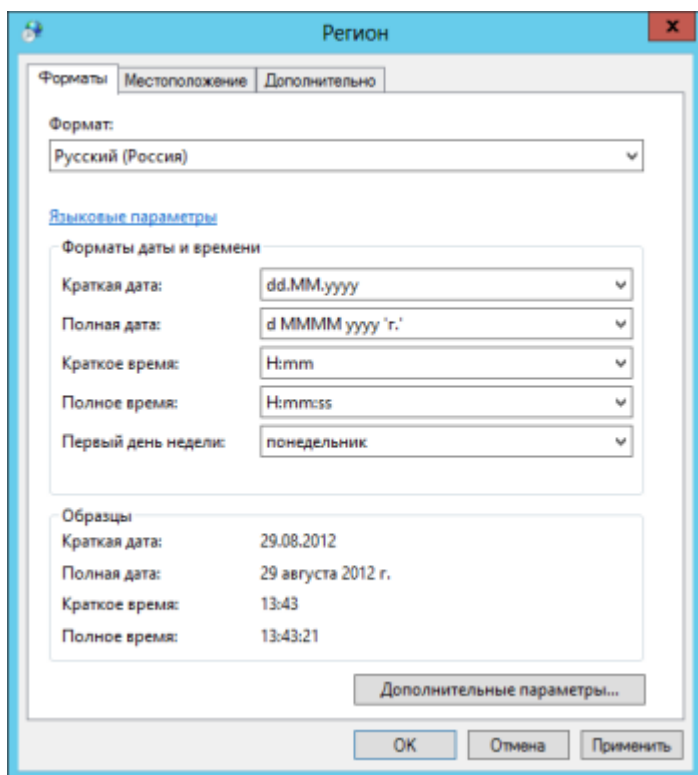 Регион
Форматы Местоположение Дополнительно
Формат:
Русский (Россия)
Языковые параметры
Форматы даты и времени
Краткая дата: dd.MM.yyyy
Полная дата: d MMMM yyyy 'г.'
Краткое время: H:mm
Полное время: H:mm:ss
Первый день недели: понедельник
Образцы
Краткая дата: 29.08.2012
Полная дата: 29 августа 2012 г.
Краткое время: 13:43
Полное время: 13:43:21
Дополнительные параметры...
OK Отмена Применить